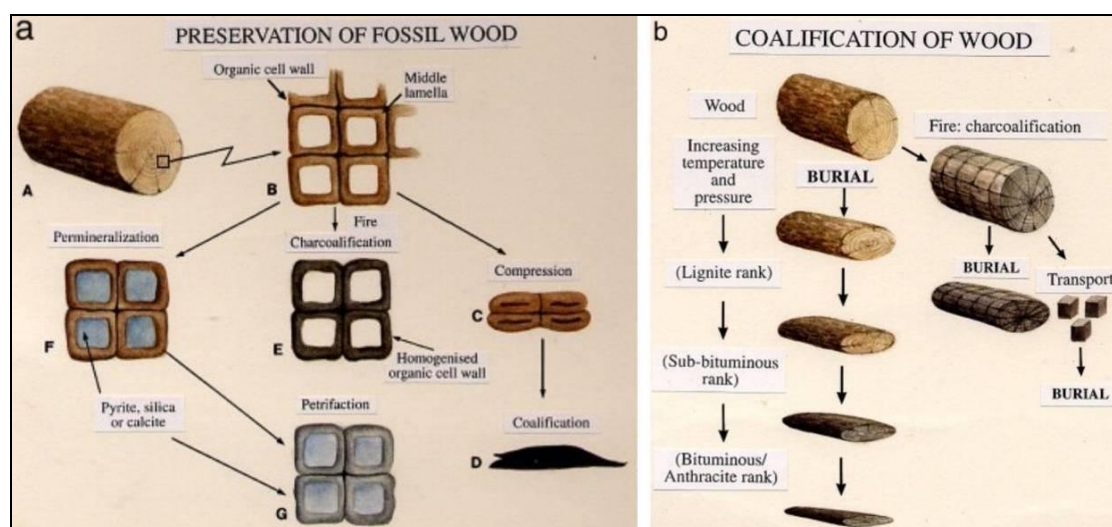 a
PRESERVATION OF FOSSIL WOOD
Organic cell wall
Middle
lamella
A
B
Fire
Permineralization
Charcoalification
Compression
F
E
C
Homogenised
organic cell wall
Pyrite, silica
or calcite
Petrifaction
Coalification
D
G
b
COALIFICATION OF WOOD
Wood
Fire: charcoalification
Increasing
temperature
and
pressure
BURIAL
(Lignite rank)
BURIAL
Transport
(Sub-bituminous
rank)
BURIAL
(Bituminous/
Anthracite rank)